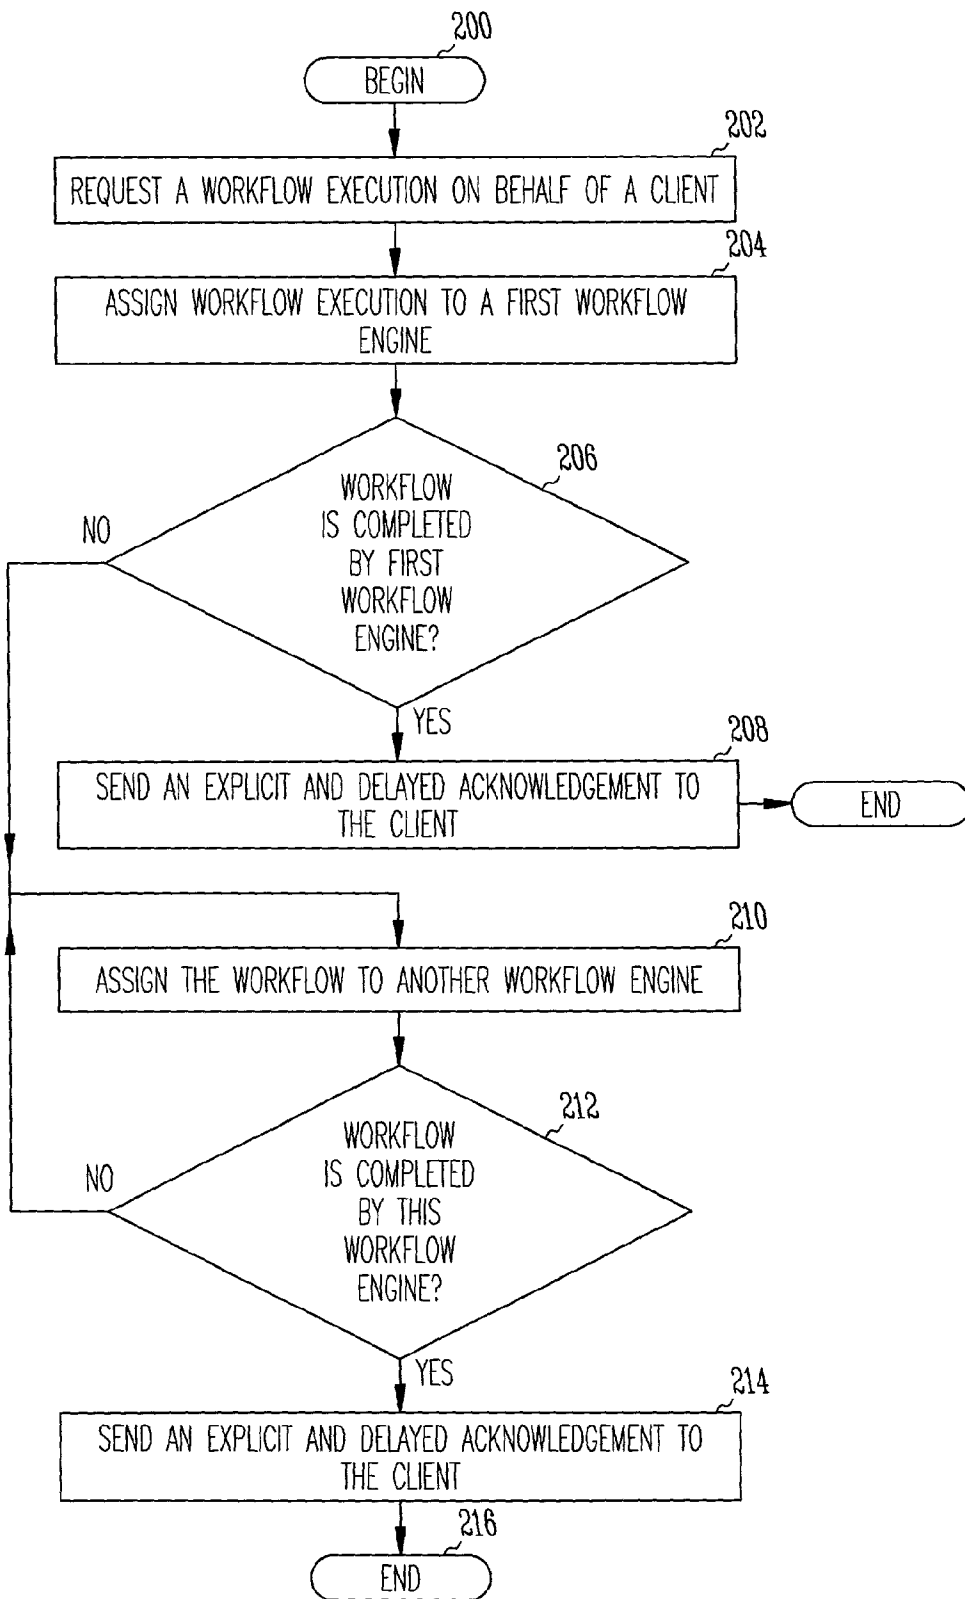 200
BEGIN
202
REQUEST A WORKFLOW EXECUTION ON BEHALF OF A CLIENT
204
ASSIGN WORKFLOW EXECUTION TO A FIRST WORKFLOW
ENGINE
206
WORKFLOW
IS COMPLETED
BY FIRST
WORKFLOW
ENGINE?
NO
YES
208
SEND AN EXPLICIT AND DELAYED ACKNOWLEDGEMENT TO
THE CLIENT
END
210
ASSIGN THE WORKFLOW TO ANOTHER WORKFLOW ENGINE
212
WORKFLOW
IS COMPLETED
BY THIS
WORKFLOW
ENGINE?
NO
YES
214
SEND AN EXPLICIT AND DELAYED ACKNOWLEDGEMENT TO
THE CLIENT
216
END